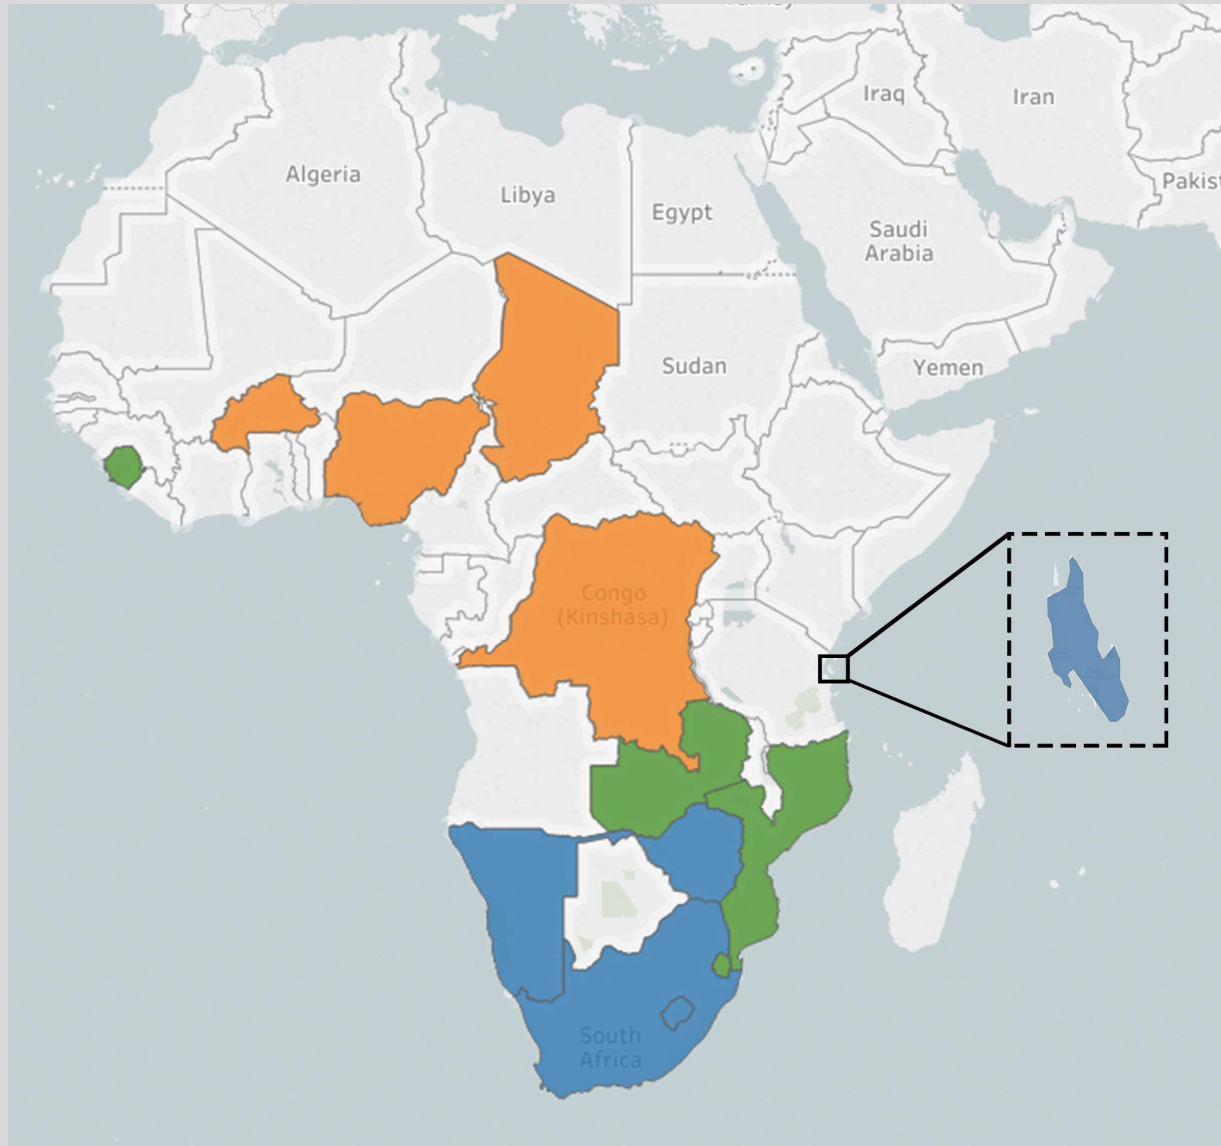 Iraq
Iran
Algeria
Libya
Egypt
Pakist
Saudi
Arabia
Sudan
Yemen
Congo
(Kinshasa)
South
Africa